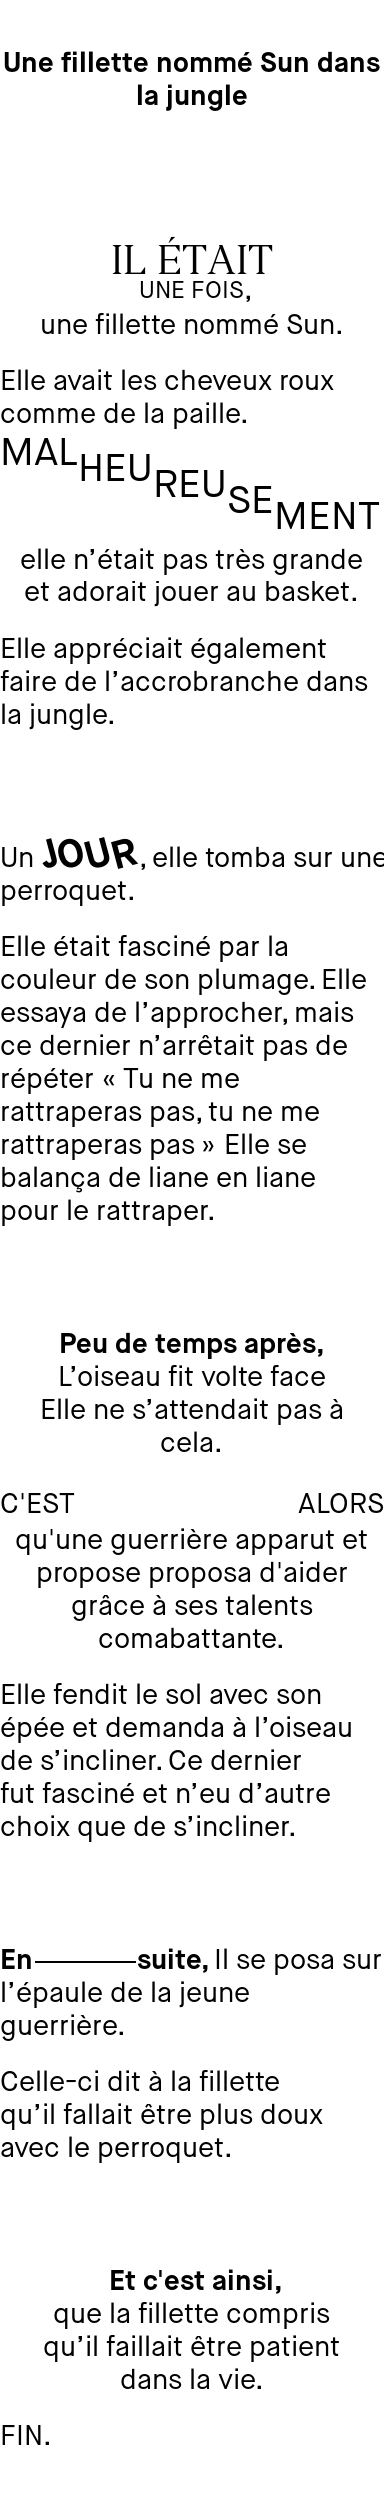 Une fillette nommé Sun dans
la jungle
IL ÉTAIT
UNE FOIS,
une fillette nommé Sun.
Elle avait les cheveux roux
comme de la paille.
MALHEUREUSEMENT
elle n’était pas très grande
et adorait jouer au basket.
Elle appréciait également
faire de l’accrobranche dans
la jungle.
Un JOUR, elle tomba sur une
perroquet.
Elle était fasciné par la
couleur de son plumage. Elle
essaya de l’approcher, mais
ce dernier n’arrêtait pas de
répéter « Tu ne me
rattraperas pas, tu ne me
rattraperas pas » Elle se
balança de liane en liane
pour le rattraper.
Peu de temps après,
L’oiseau fit volte face
Elle ne s’attendait pas à
cela.
C'EST ALORS
qu'une guerrière apparut et
propose proposa d'aider
grâce à ses talents
comabattante.
Elle fendit le sol avec son
épée et demanda à l’oiseau
de s’incliner. Ce dernier
fut fasciné et n’eu d’autre
choix que de s’incliner.
En suite, Il se posa sur
l’épaule de la jeune
guerrière.
Celle-ci dit à la fillette
qu’il fallait être plus doux
avec le perroquet.
Et c'est ainsi,
que la fillette compris
qu’il faillait être patient
dans la vie.
FIN.